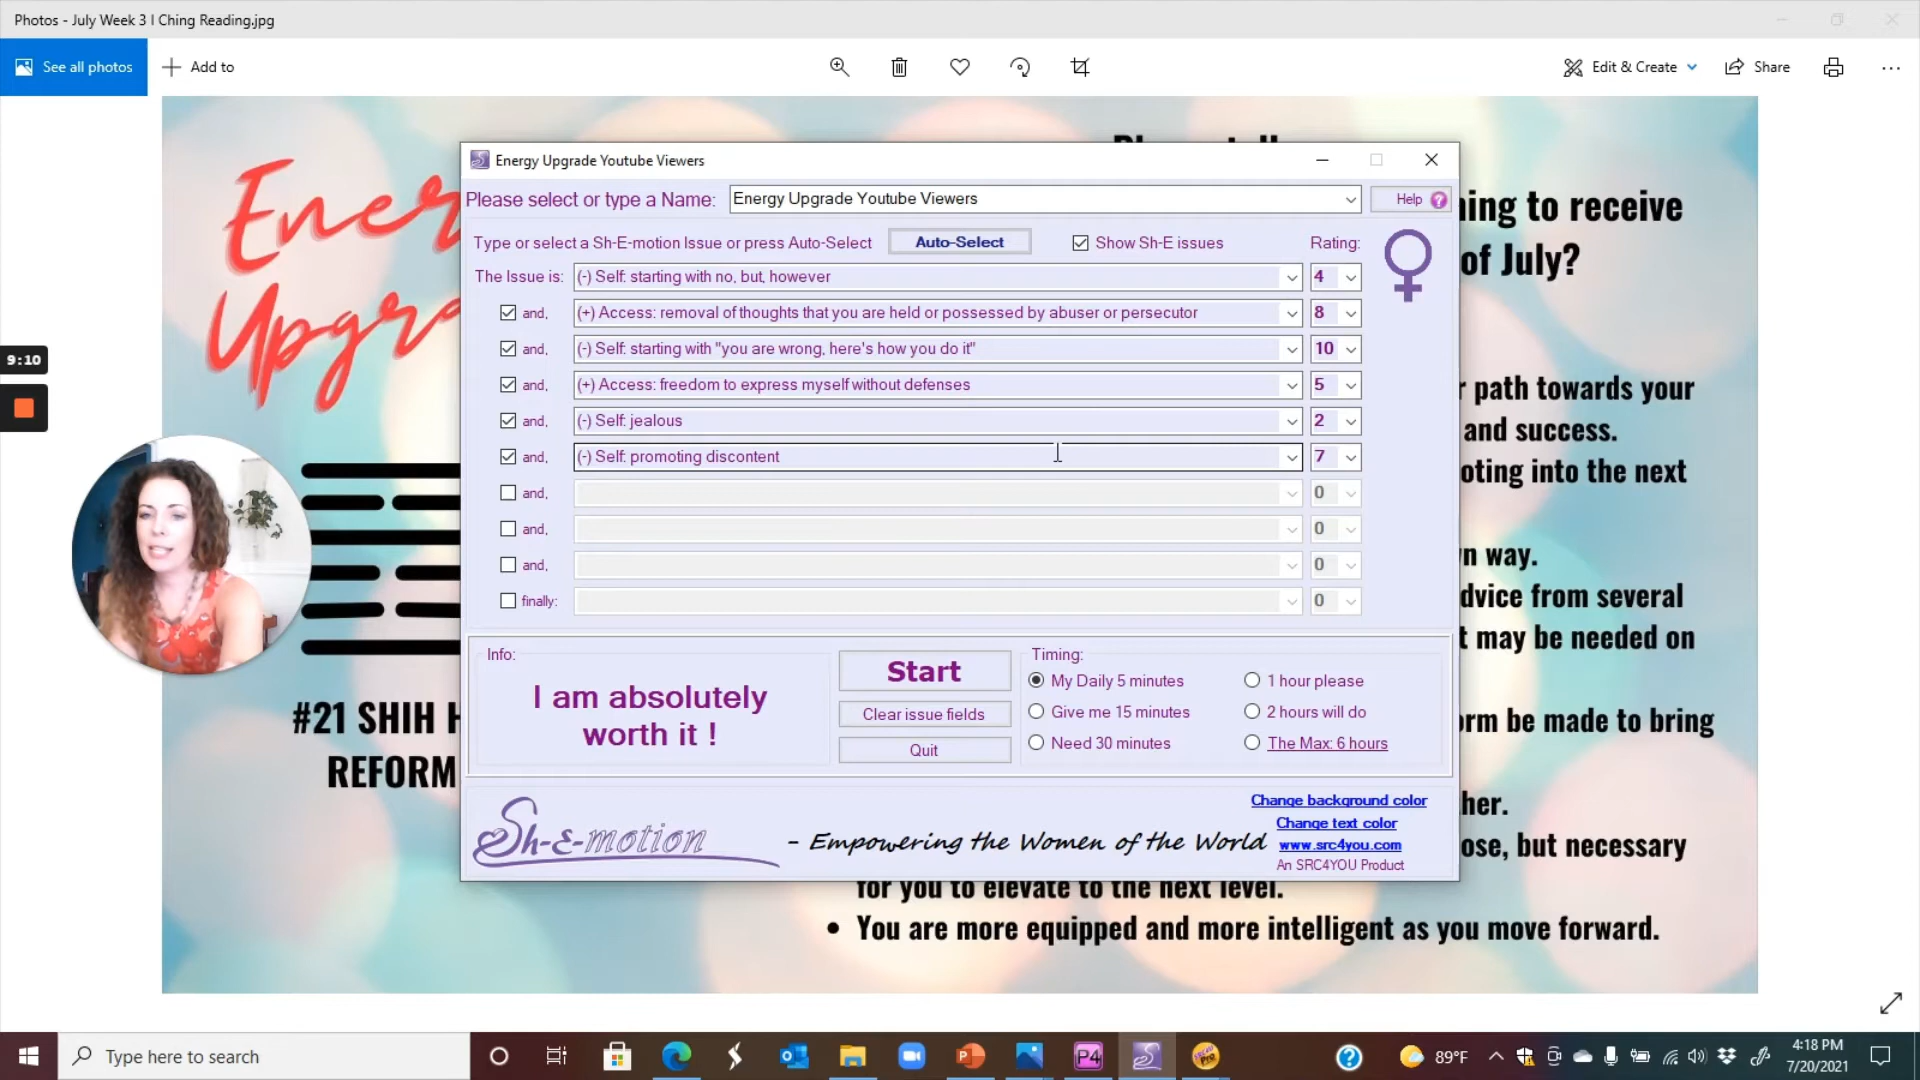 Photos - July Week 3 I Ching Reading.jpg
See all photos
Add to
Edit & Create
Share
Energy Upgrade Youtube Viewers
Please select or type a Name:
Energy Upgrade Youtube Viewers
Help ?
Type or select a Sh-E-motion Issue or press Auto-Select
Auto-Select
Show Sh-E issues
Rating:
The Issue is: (-) Self: starting with no, but, however 4
and, (+) Access: removal of thoughts that you are held or possessed by abuser or persecutor 8
and, (-) Self: starting with "you are wrong, here's how you do it" 10
and, (+) Access: freedom to express myself without defenses 5
and, (-) Self: jealous 2
and, (-) Self: promoting discontent 7
and, 0
and, 0
and, 0
finally: 0
Info:
I am absolutely
worth it !
Start
Clear issue fields
Quit
Timing:
My Daily 5 minutes
1 hour please
Give me 15 minutes
2 hours will do
Need 30 minutes
The Max: 6 hours
Sh-E-motion
- Empowering the Women of the World
Change background color
Change text color
www.src4you.com
An SRC4YOU Product
9:10
Ener
Upgra
#21 SHIH
REFORM
ing to receive
of July?
path towards your
and success.
oting into the next
n way.
dvice from several
t may be needed on
rm be made to bring
her.
ose, but necessary
for you to elevate to the next level.
• You are more equipped and more intelligent as you move forward.
Type here to search
P4
Pro
89°F
4:18 PM
7/20/2021